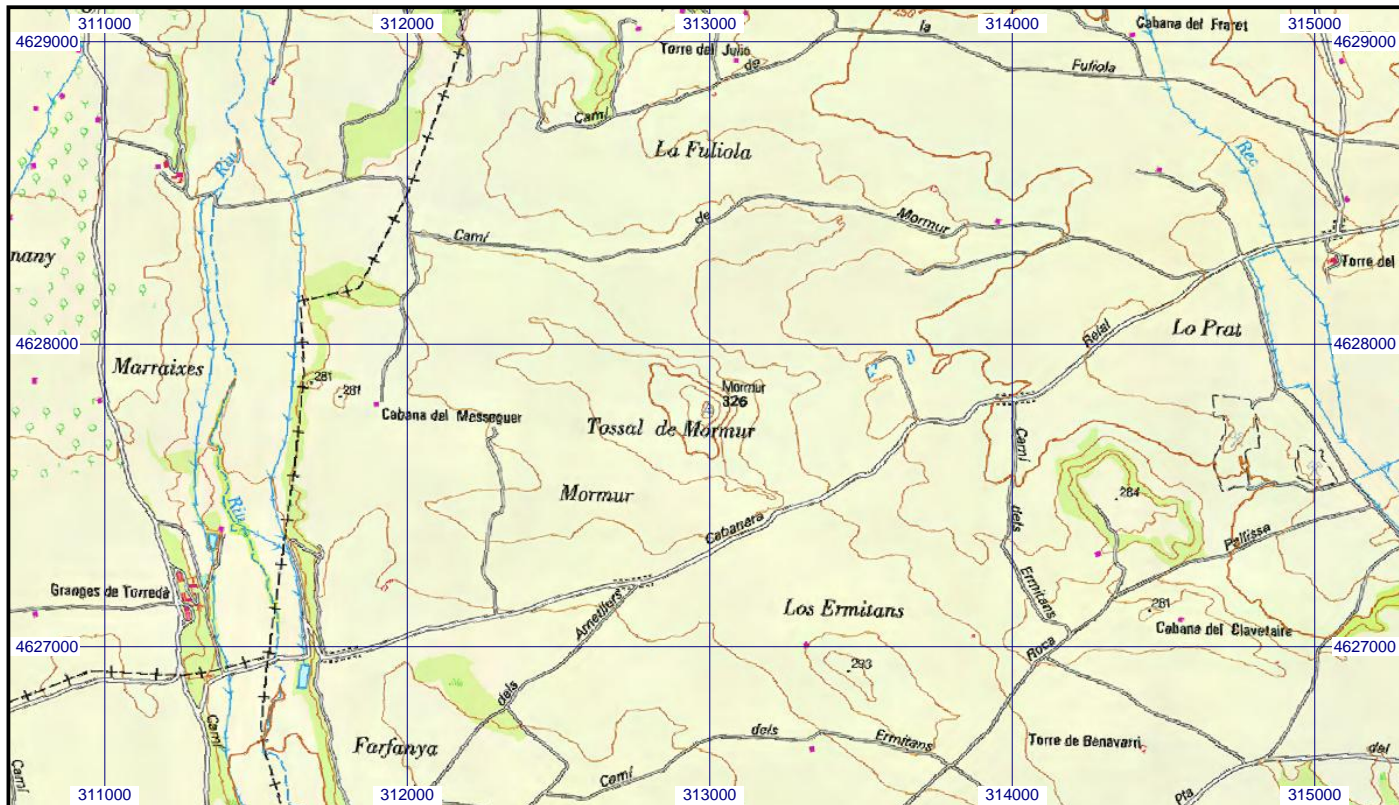 311000 312000 313000 314000 315000
4629000 4629000
Cabana del Fraret
Torre del Julio
250
Camí de la Fuliola
La Fuliola
Riu
Rec
Camí de Mormur
nany
Torre del
Lo Prat
4628000 4628000
Reial
Marraixes
281
281
Mormur
326
Cabana del Messeguer
Tossal de Mormur
Camí dels Ermitans
Mormur
284
Riu
Cabanera
Pallissa
Granges de Torredà
Ametllers
Los Ermitans
281
Cabana del Clavetaire
4627000 4627000
Roca
293
dels
Camí
Farfanya
dels
Ermitans
Torre de Benavarri
del
Camí
Camí
Pta
311000 312000 313000 314000 315000